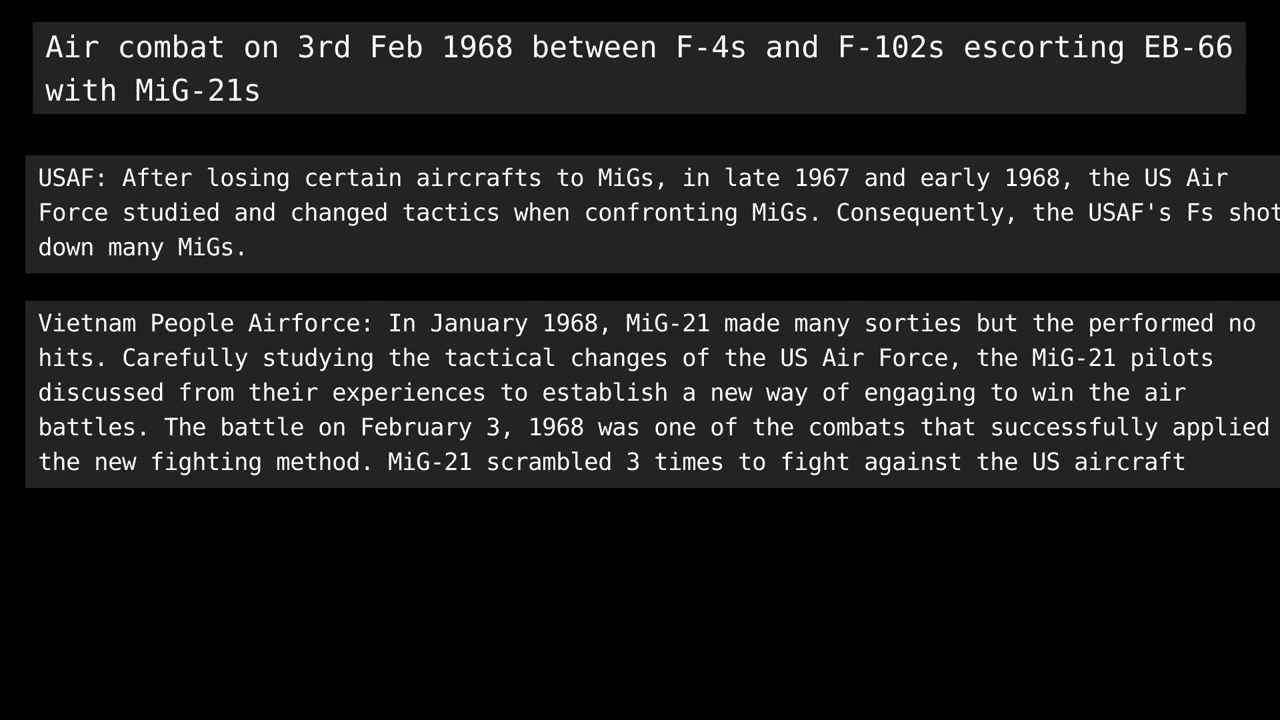 Air combat on 3rd Feb 1968 between F-4s and F-102s escorting EB-66
with MiG-21s
USAF: After losing certain aircrafts to MiGs, in late 1967 and early 1968, the US Air
Force studied and changed tactics when confronting MiGs. Consequently, the USAF's Fs shot
down many MiGs.
Vietnam People Airforce: In January 1968, MiG-21 made many sorties but the performed no
hits. Carefully studying the tactical changes of the US Air Force, the MiG-21 pilots
discussed from their experiences to establish a new way of engaging to win the air
battles. The battle on February 3, 1968 was one of the combats that successfully applied
the new fighting method. MiG-21 scrambled 3 times to fight against the US aircraft